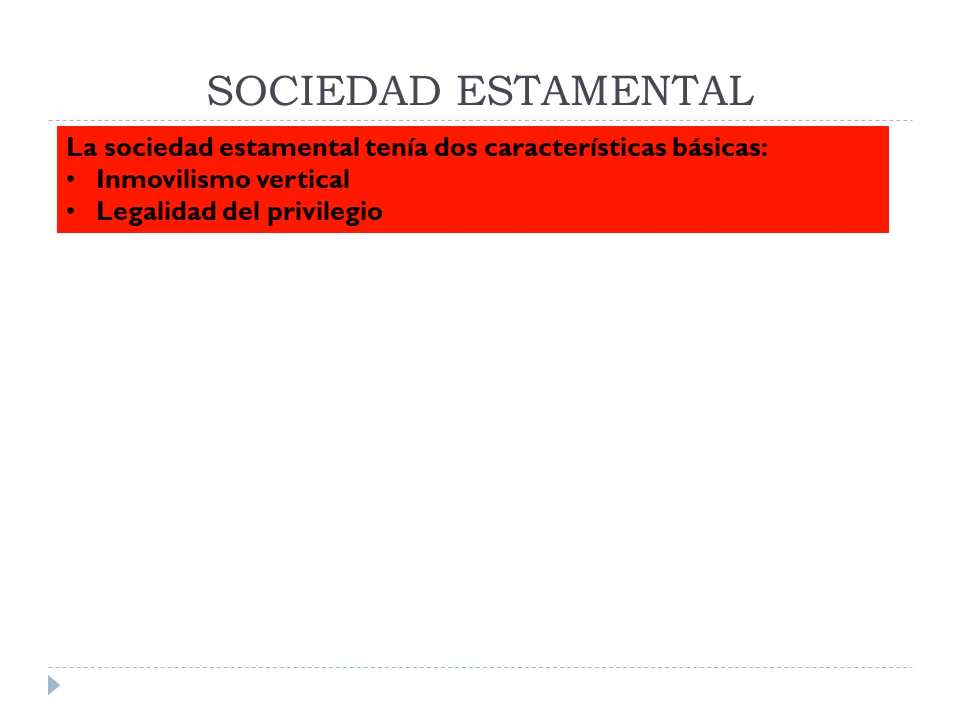 SOCIEDAD ESTAMENTAL
La sociedad estamental tenía dos características básicas:
• Inmovilismo vertical
• Legalidad del privilegio